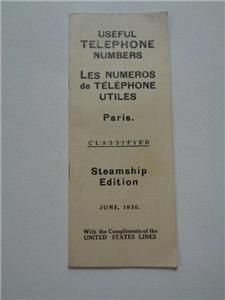 USEFUL
TELEPHONE
NUMBERS
LES NUMEROS
de TÉLÉPHONE
UTILES
Paris.
CLASSIFIED
Steamship
Edition
JUNE, 1930.
With the Compliments of the
UNITED STATES LINES